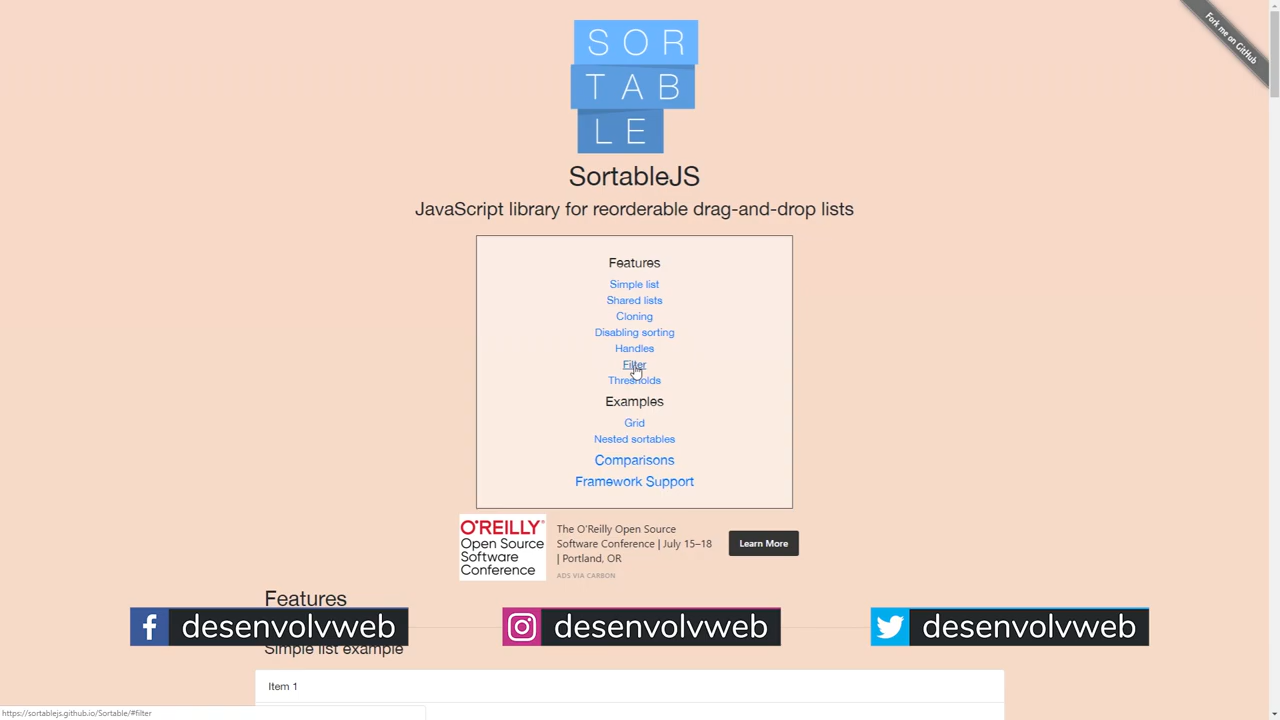 SOR
TAB
LE
Fork me on GitHub
SortableJS
JavaScript library for reorderable drag-and-drop lists
Features
Simple list
Shared lists
Cloning
Disabling sorting
Handles
Filter
Thresholds
Examples
Grid
Nested sortables
Comparisons
Framework Support
O'REILLY®
Open Source
Software
Conference
The O'Reilly Open Source
Software Conference | July 15–18
| Portland, OR
ADS VIA CARBON
Learn More
Features
desenvolvweb
desenvolvweb
desenvolvweb
Simple list example
Item 1
https://sortablejs.github.io/Sortable/#filter